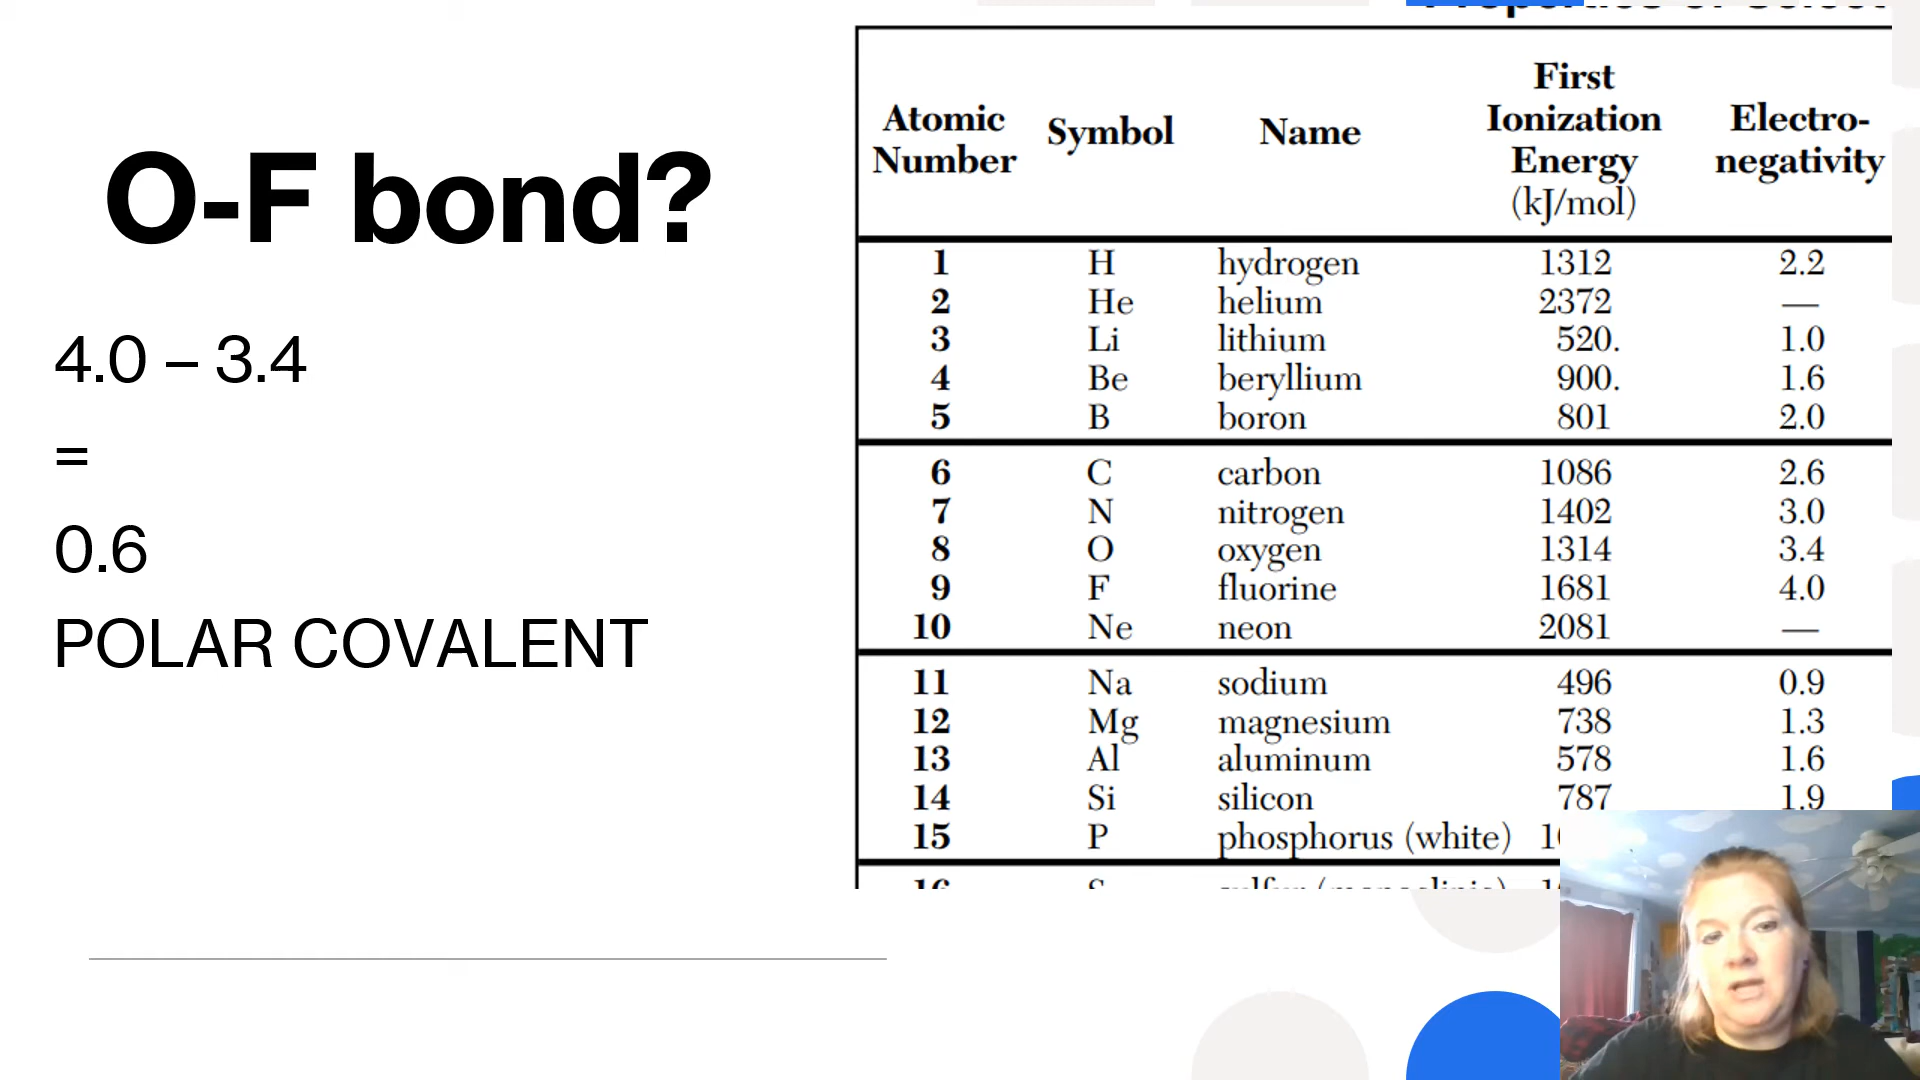 O-F bond?
4.0 – 3.4
=
0.6
POLAR COVALENT
Atomic Number Symbol Name First Ionization Energy (kJ/mol) Electro-negativity
1 H hydrogen 1312 2.2
2 He helium 2372 —
3 Li lithium 520. 1.0
4 Be beryllium 900. 1.6
5 B boron 801 2.0
6 C carbon 1086 2.6
7 N nitrogen 1402 3.0
8 O oxygen 1314 3.4
9 F fluorine 1681 4.0
10 Ne neon 2081 —
11 Na sodium 496 0.9
12 Mg magnesium 738 1.3
13 Al aluminum 578 1.6
14 Si silicon 787 1.9
15 P phosphorus (white)